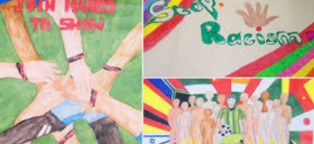 JOIN HANDS
TO SHOW
Stop
Racism